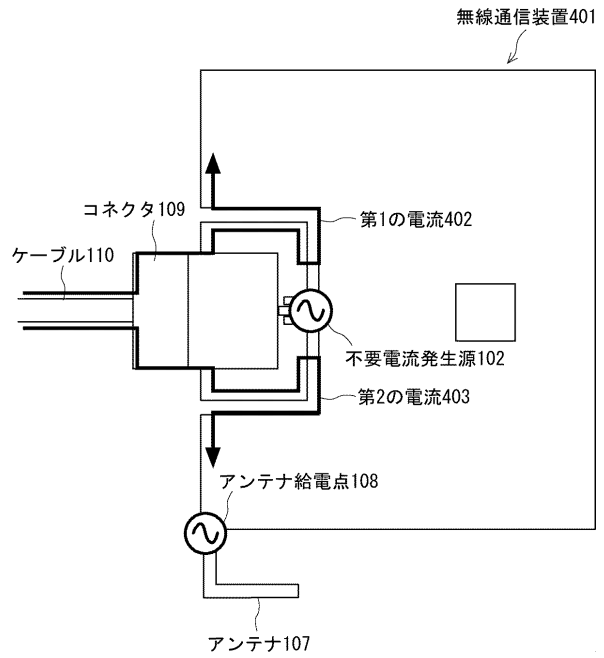 無線通信装置401
コネクタ109
第1の電流402
ケーブル110
不要電流発生源102
第2の電流403
アンテナ給電点108
アンテナ107